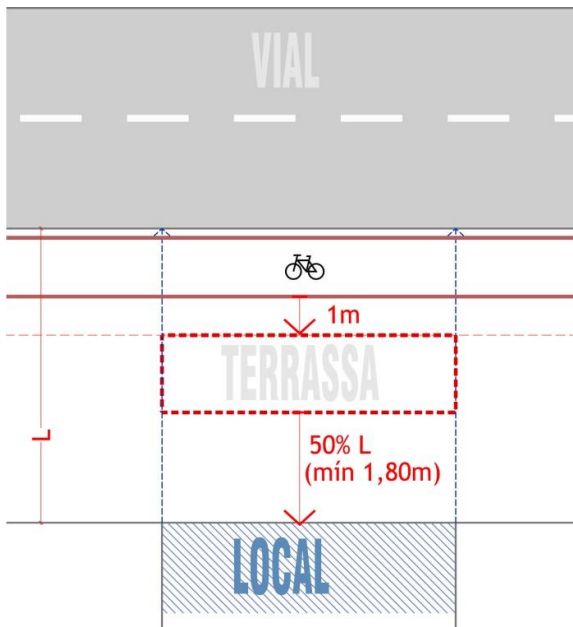 VIAL
1m
TERRASSA
L
50% L
(mín 1,80m)
LOCAL